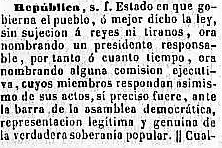 República, s. f. Estado en que go-
bierna el pueblo, ó mejor dicho la ley,
sin sujecion á reyes ni tiranos, ora
nombrando un presidente responsa-
ble, por tanto ó cuanto tiempo, ora
nombrando alguna comision ejecuti-
va, cuyos miembros respondan asimis-
mo de sus actos, si preciso fuere, ante
la barra de la asamblea democrática,
representacion legítima y genuina de
la verdadera soberanía popular. || Cual-